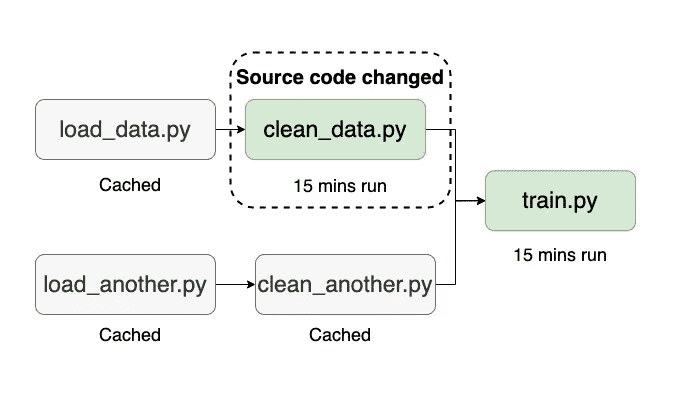 Source code changed
load_data.py
clean_data.py
Cached
15 mins run
train.py
15 mins run
load_another.py
clean_another.py
Cached
Cached